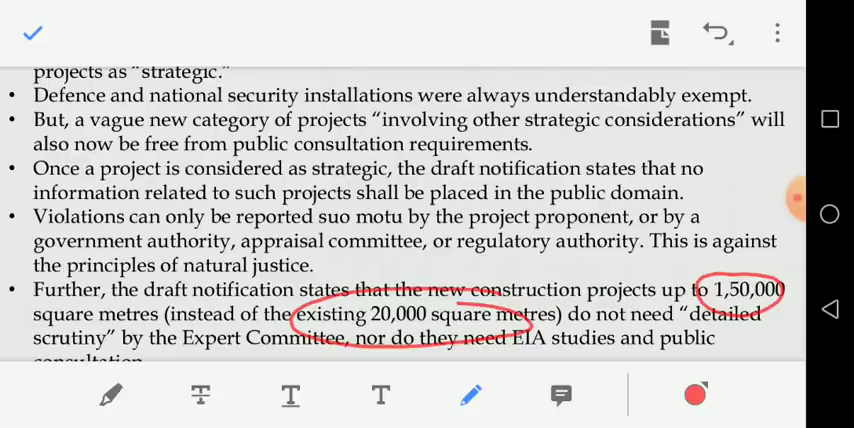 projects as “strategic.”
• Defence and national security installations were always understandably exempt.
• But, a vague new category of projects “involving other strategic considerations” will
also now be free from public consultation requirements.
• Once a project is considered as strategic, the draft notification states that no
information related to such projects shall be placed in the public domain.
• Violations can only be reported suo motu by the project proponent, or by a
government authority, appraisal committee, or regulatory authority. This is against
the principles of natural justice.
• Further, the draft notification states that the new construction projects up to 1,50,000
square metres (instead of the existing 20,000 square metres) do not need “detailed
scrutiny” by the Expert Committee, nor do they need EIA studies and public
consultation.
T T T